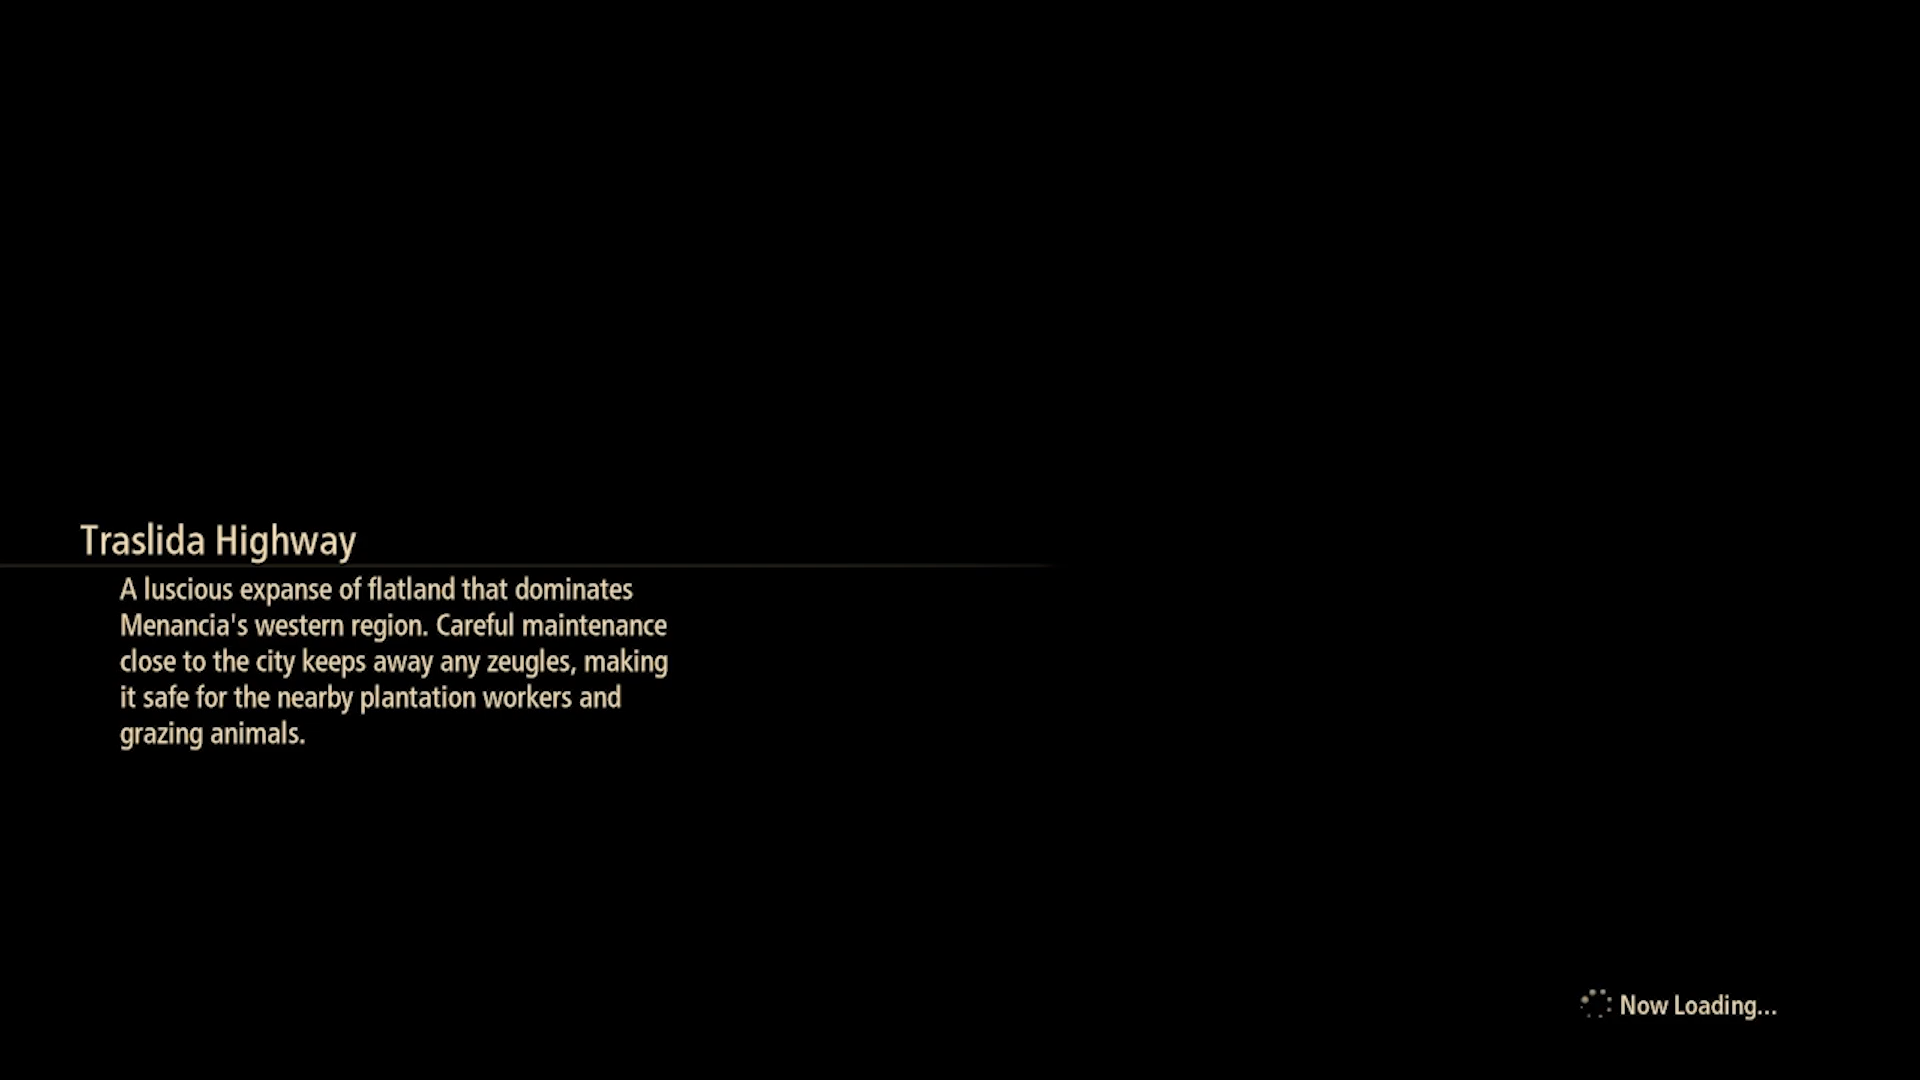 Traslida Highway
A luscious expanse of flatland that dominates
Menancia's western region. Careful maintenance
close to the city keeps away any zeugles, making
it safe for the nearby plantation workers and
grazing animals.
Now Loading...